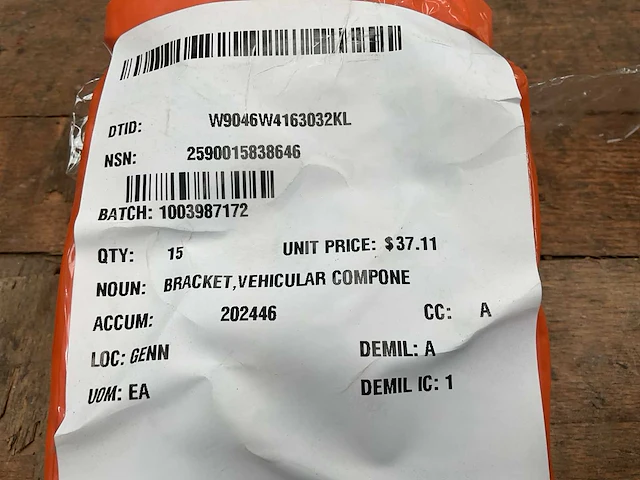 DTID: W9046W4163032KL
NSN: 2590015838646
BATCH: 1003987172
QTY: 15 UNIT PRICE: $37.11
NOUN: BRACKET,VEHICULAR COMPONE
ACCUM: 202446 CC: A
LOC: GENN DEMIL: A
UOM: EA DEMIL IC: 1